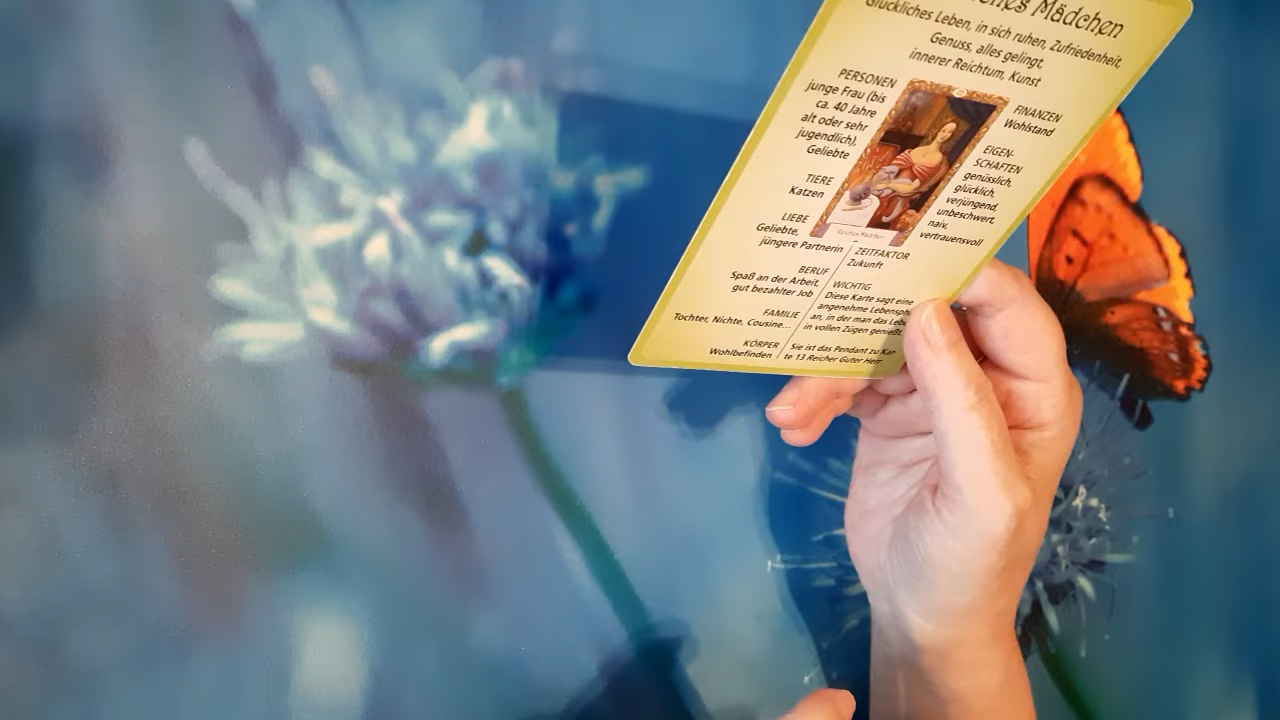 Mädchen
Glückliches Leben, in sich ruhen, Zufriedenheit,
Genuss, alles gelingt,
innerer Reichtum, Kunst
PERSONEN
junge Frau (bis
ca. 40 Jahre
alt oder sehr
jugendlich),
Geliebte
TIERE
Katzen
LIEBE
Geliebte,
jüngere Partnerin
BERUF
Spaß an der Arbeit,
gut bezahlter Job
FAMILIE
Tochter, Nichte, Cousine...
KÖRPER
Wohlbefinden
Reiches Mädchen
FINANZEN
Wohlstand
EIGEN-
SCHAFTEN
genüsslich,
glücklich,
verjüngend,
unbeschwert,
naiv,
vertrauensvoll
ZEITFAKTOR
Zukunft
WICHTIG
Diese Karte sagt eine
angenehme
an, in der man das
in vollen Zügen genießt.
Sie ist das Pendant zu Kar-
te 13 Reicher Guter Herr.